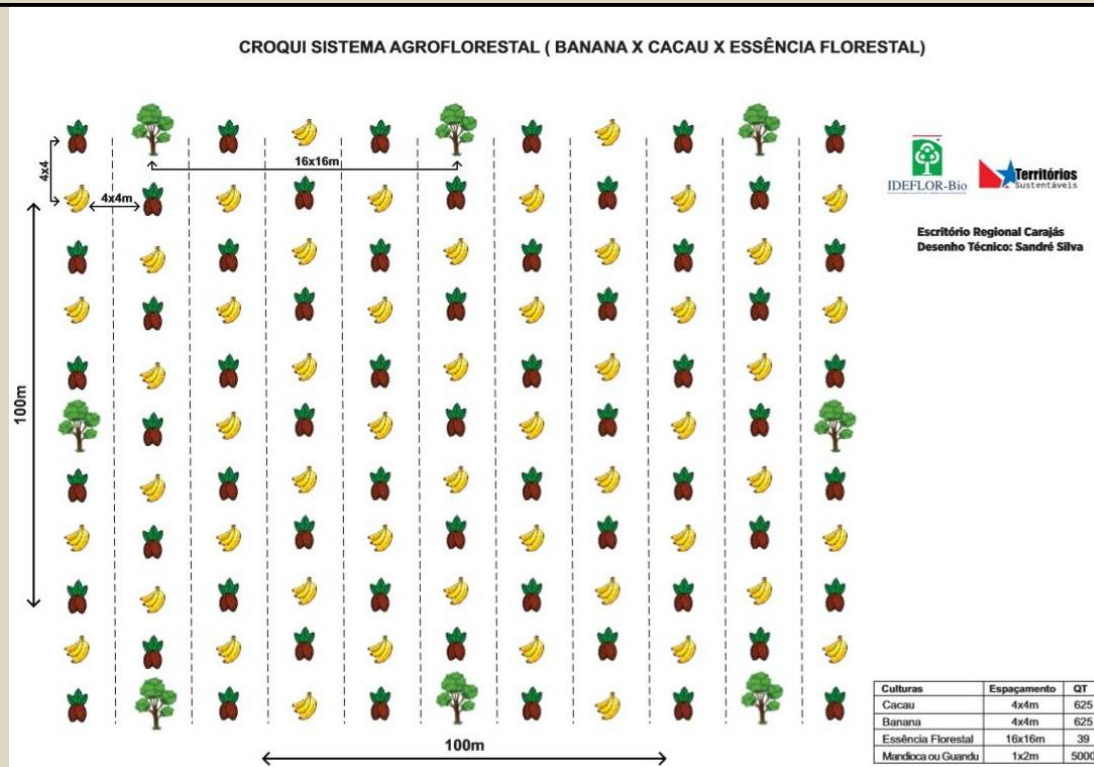 CROQUI SISTEMA AGROFLORESTAL ( BANANA X CACAU X ESSÊNCIA FLORESTAL)
4x4
16x16m
4x4m
100m
100m
IDEFLOR-Bio
Territórios
Sustentáveis
Escritório Regional Carajás
Desenho Técnico: Sandré Silva
Culturas Espaçamento QT
Cacau 4x4m 625
Banana 4x4m 625
Essência Florestal 16x16m 39
Mandioca ou Guandu 1x2m 5000